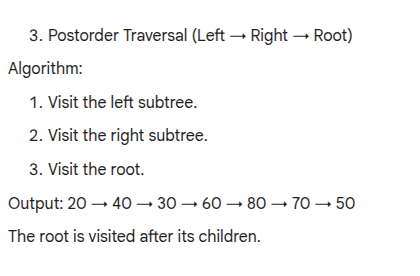 3. Postorder Traversal (Left → Right → Root)
Algorithm:
1. Visit the left subtree.
2. Visit the right subtree.
3. Visit the root.
Output: 20 → 40 → 30 → 60 → 80 → 70 → 50
The root is visited after its children.